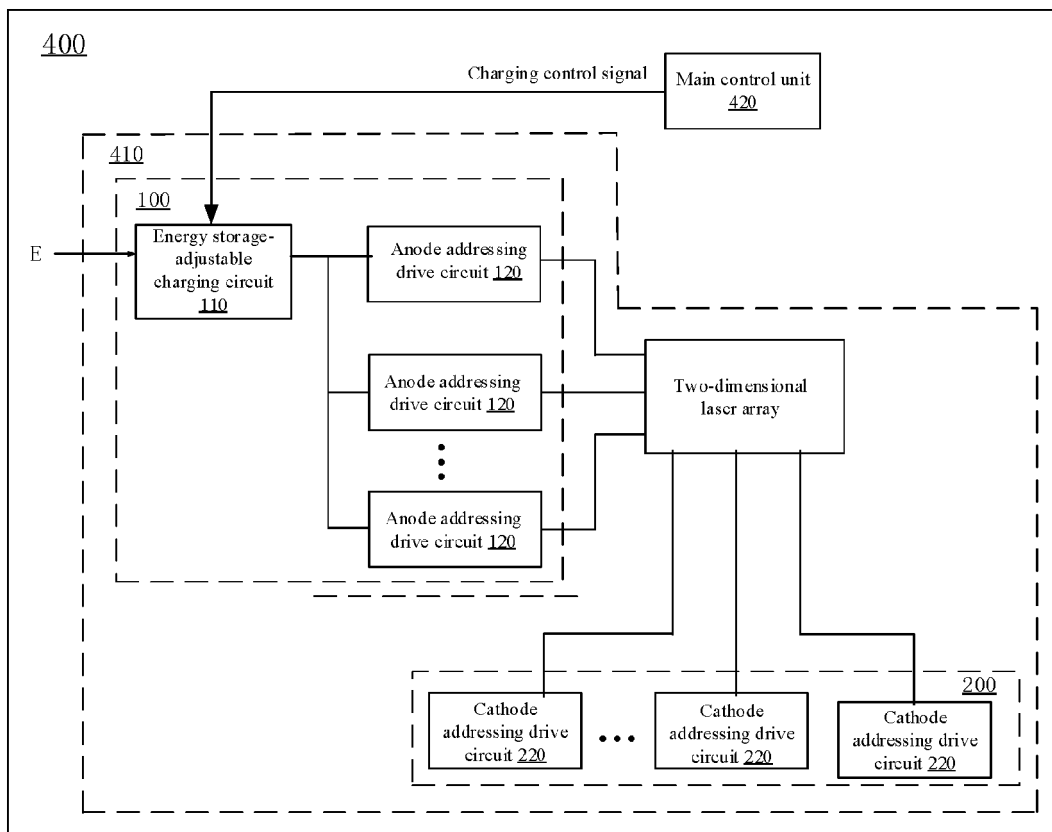 400
Charging control signal
Main control unit
420
410
100
Energy storage-
adjustable
charging circuit
110
E
Anode addressing
drive circuit 120
Anode addressing
drive circuit 120
Anode addressing
drive circuit 120
Two-dimensional
laser array
200
Cathode
addressing drive
circuit 220
Cathode
addressing drive
circuit 220
Cathode
addressing drive
circuit 220